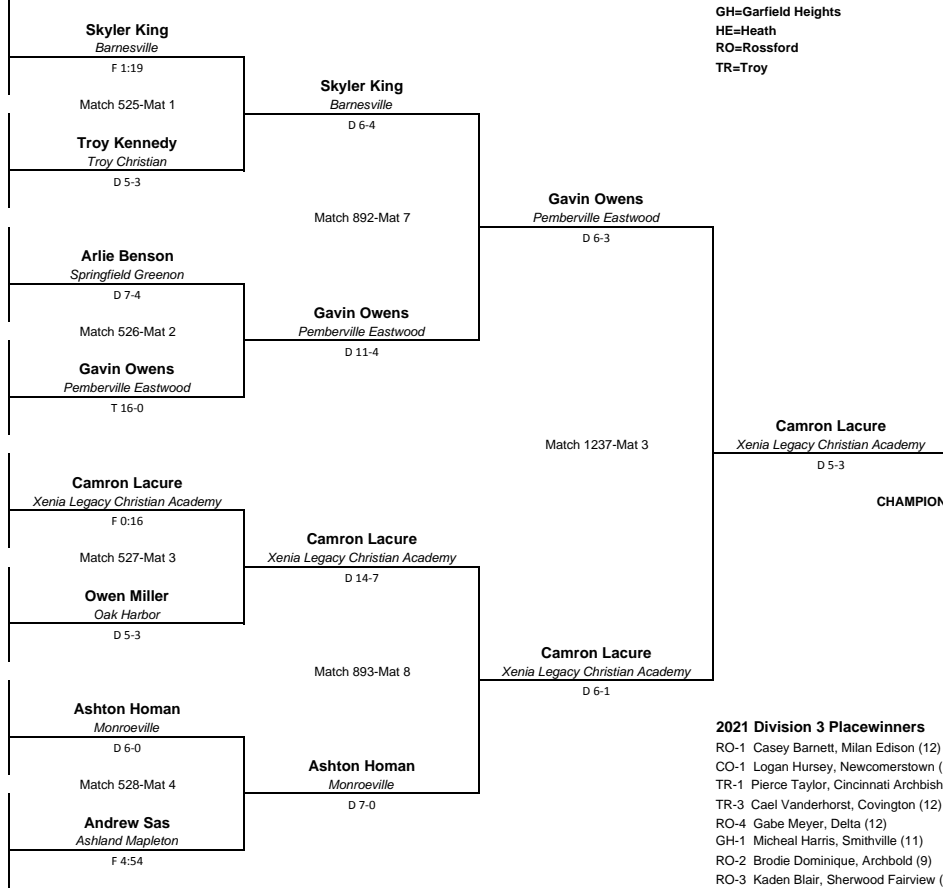 GH=Garfield Heights
HE=Heath
RO=Rossford
TR=Troy
Skyler King
Barnesville
F 1:19
Match 525-Mat 1
Troy Kennedy
Troy Christian
D 5-3
Skyler King
Barnesville
D 6-4
Match 892-Mat 7
Arlie Benson
Springfield Greenon
D 7-4
Match 526-Mat 2
Gavin Owens
Pemberville Eastwood
T 16-0
Gavin Owens
Pemberville Eastwood
D 11-4
Gavin Owens
Pemberville Eastwood
D 6-3
Match 1237-Mat 3
Camron Lacure
Xenia Legacy Christian Academy
D 5-3
CHAMPION
Camron Lacure
Xenia Legacy Christian Academy
F 0:16
Match 527-Mat 3
Owen Miller
Oak Harbor
D 5-3
Camron Lacure
Xenia Legacy Christian Academy
D 14-7
Match 893-Mat 8
Camron Lacure
Xenia Legacy Christian Academy
D 6-1
Ashton Homan
Monroeville
D 6-0
Match 528-Mat 4
Andrew Sas
Ashland Mapleton
F 4:54
Ashton Homan
Monroeville
D 7-0
2021 Division 3 Placewinners
RO-1 Casey Barnett, Milan Edison (12)
CO-1 Logan Hursey, Newcomerstown (
TR-1 Pierce Taylor, Cincinnati Archbish
TR-3 Cael Vanderhorst, Covington (12)
RO-4 Gabe Meyer, Delta (12)
GH-1 Micheal Harris, Smithville (11)
RO-2 Brodie Dominique, Archbold (9)
RO-3 Kaden Blair, Sherwood Fairview (